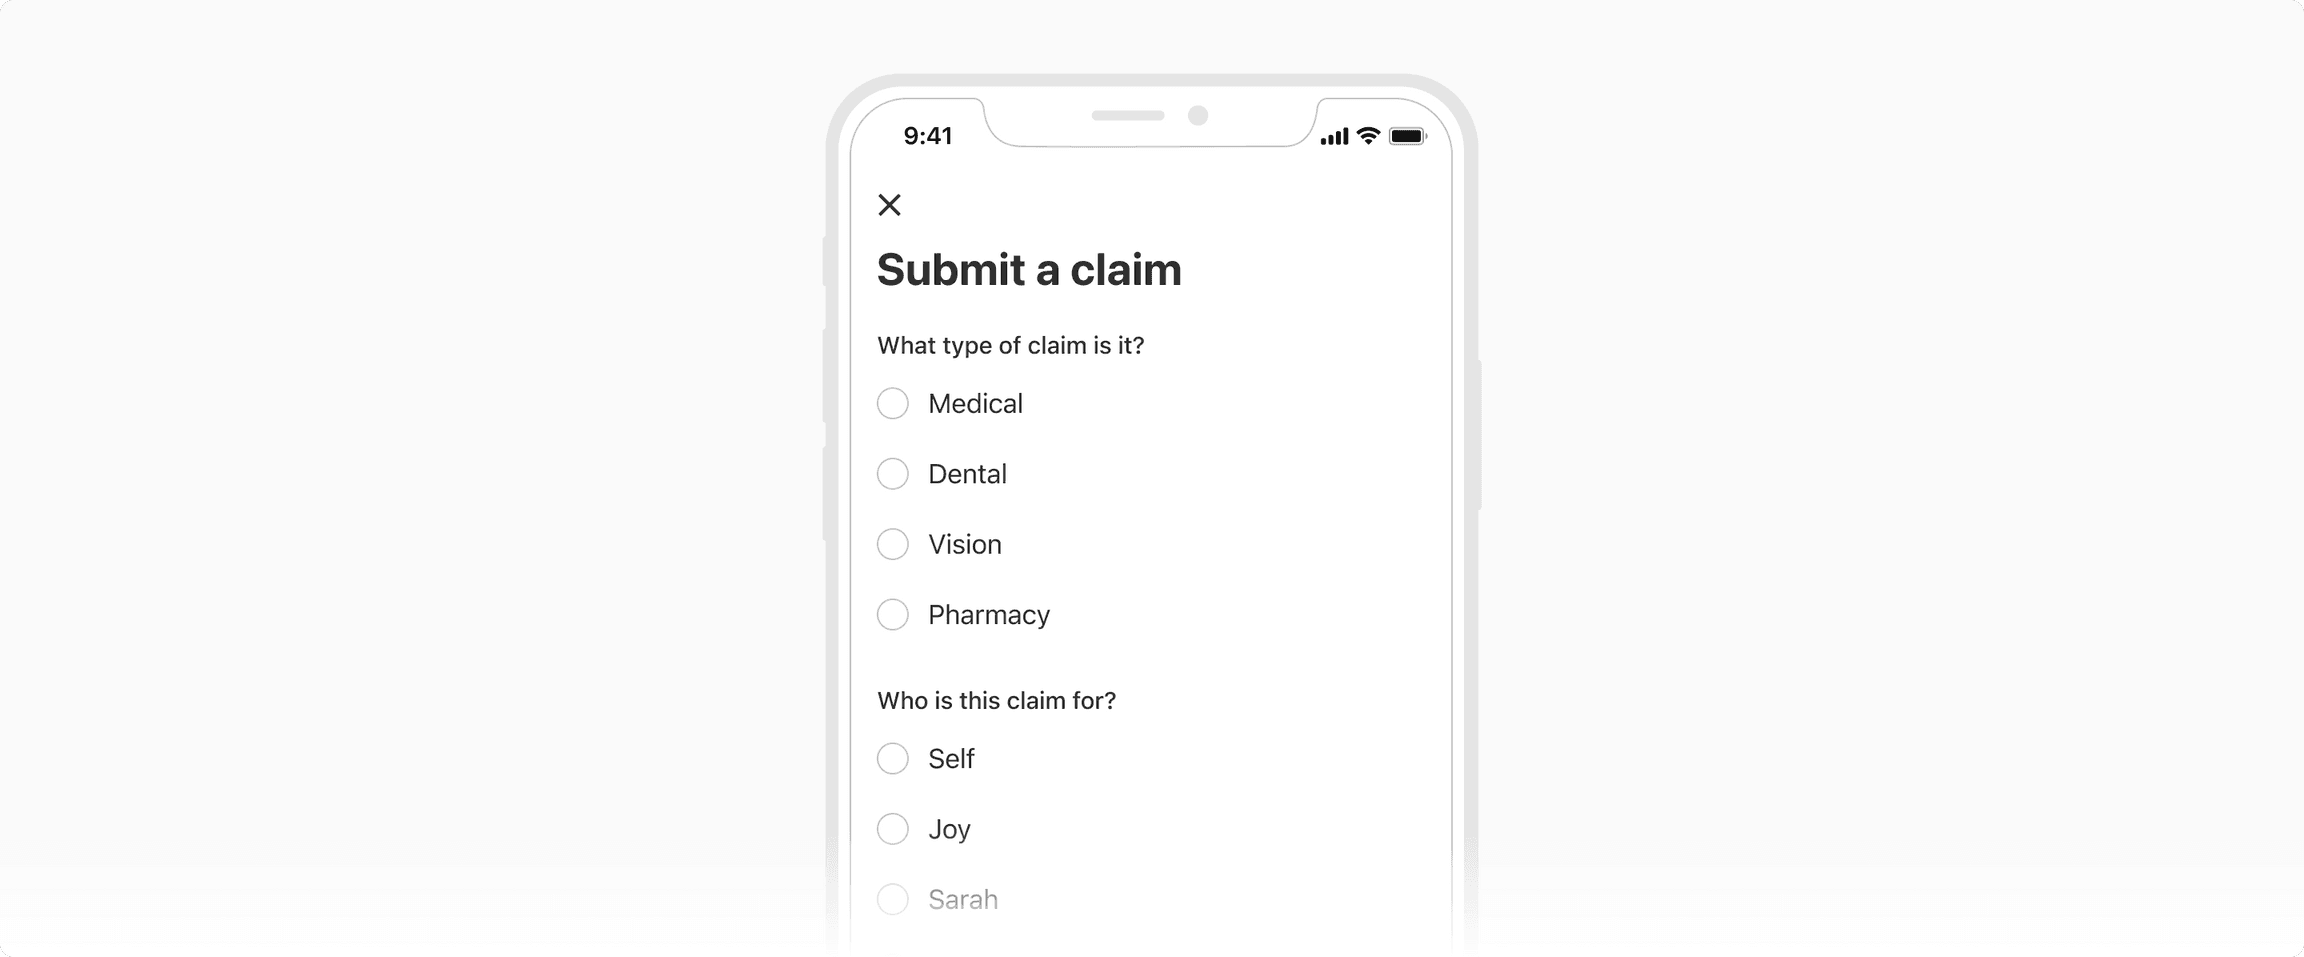 9:41
Submit a claim
What type of claim is it?
Medical
Dental
Vision
Pharmacy
Who is this claim for?
Self
Joy
Sarah